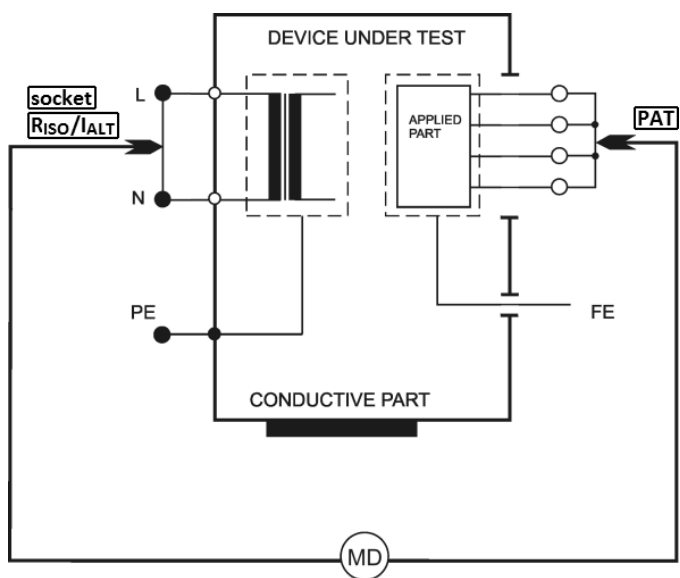 DEVICE UNDER TEST
socket
L
RISO/IALT
APPLIED
PART
PAT
N
PE
FE
CONDUCTIVE PART
MD